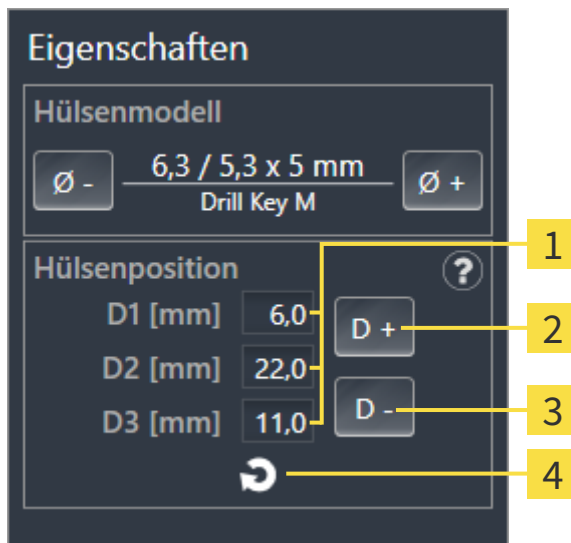 Eigenschaften
Hülsenmodell
Ø - 6,3 / 5,3 x 5 mm Ø +
Drill Key M
Hülsenposition ? 1
D1 [mm] 6,0 D + 2
D2 [mm] 22,0
D3 [mm] 11,0 D - 3
4